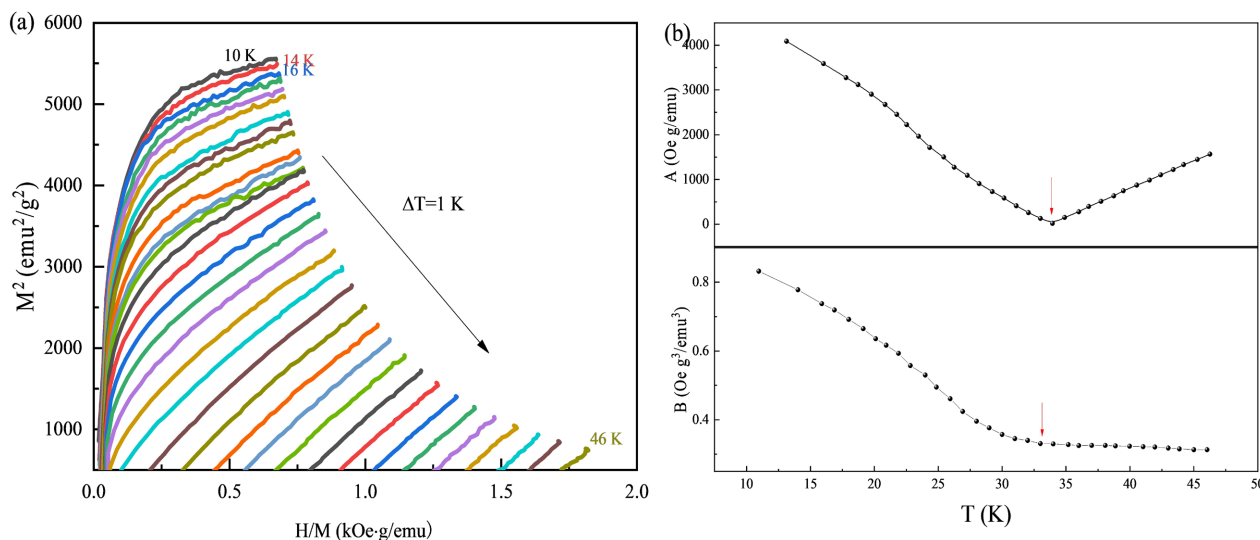 (a)
6000
5000
4000
3000
2000
1000
M²(emu²/g²)
10 K
14 K
16 K
ΔT=1 K
46 K
0.0 0.5 1.0 1.5 2.0
H/M (kOe·g/emu)
(b)
4000
3000
2000
1000
0
A (Oe g/emu)
0.8
0.6
0.4
B (Oe g³/emu³)
10 15 20 25 30 35 40 45 50
T (K)